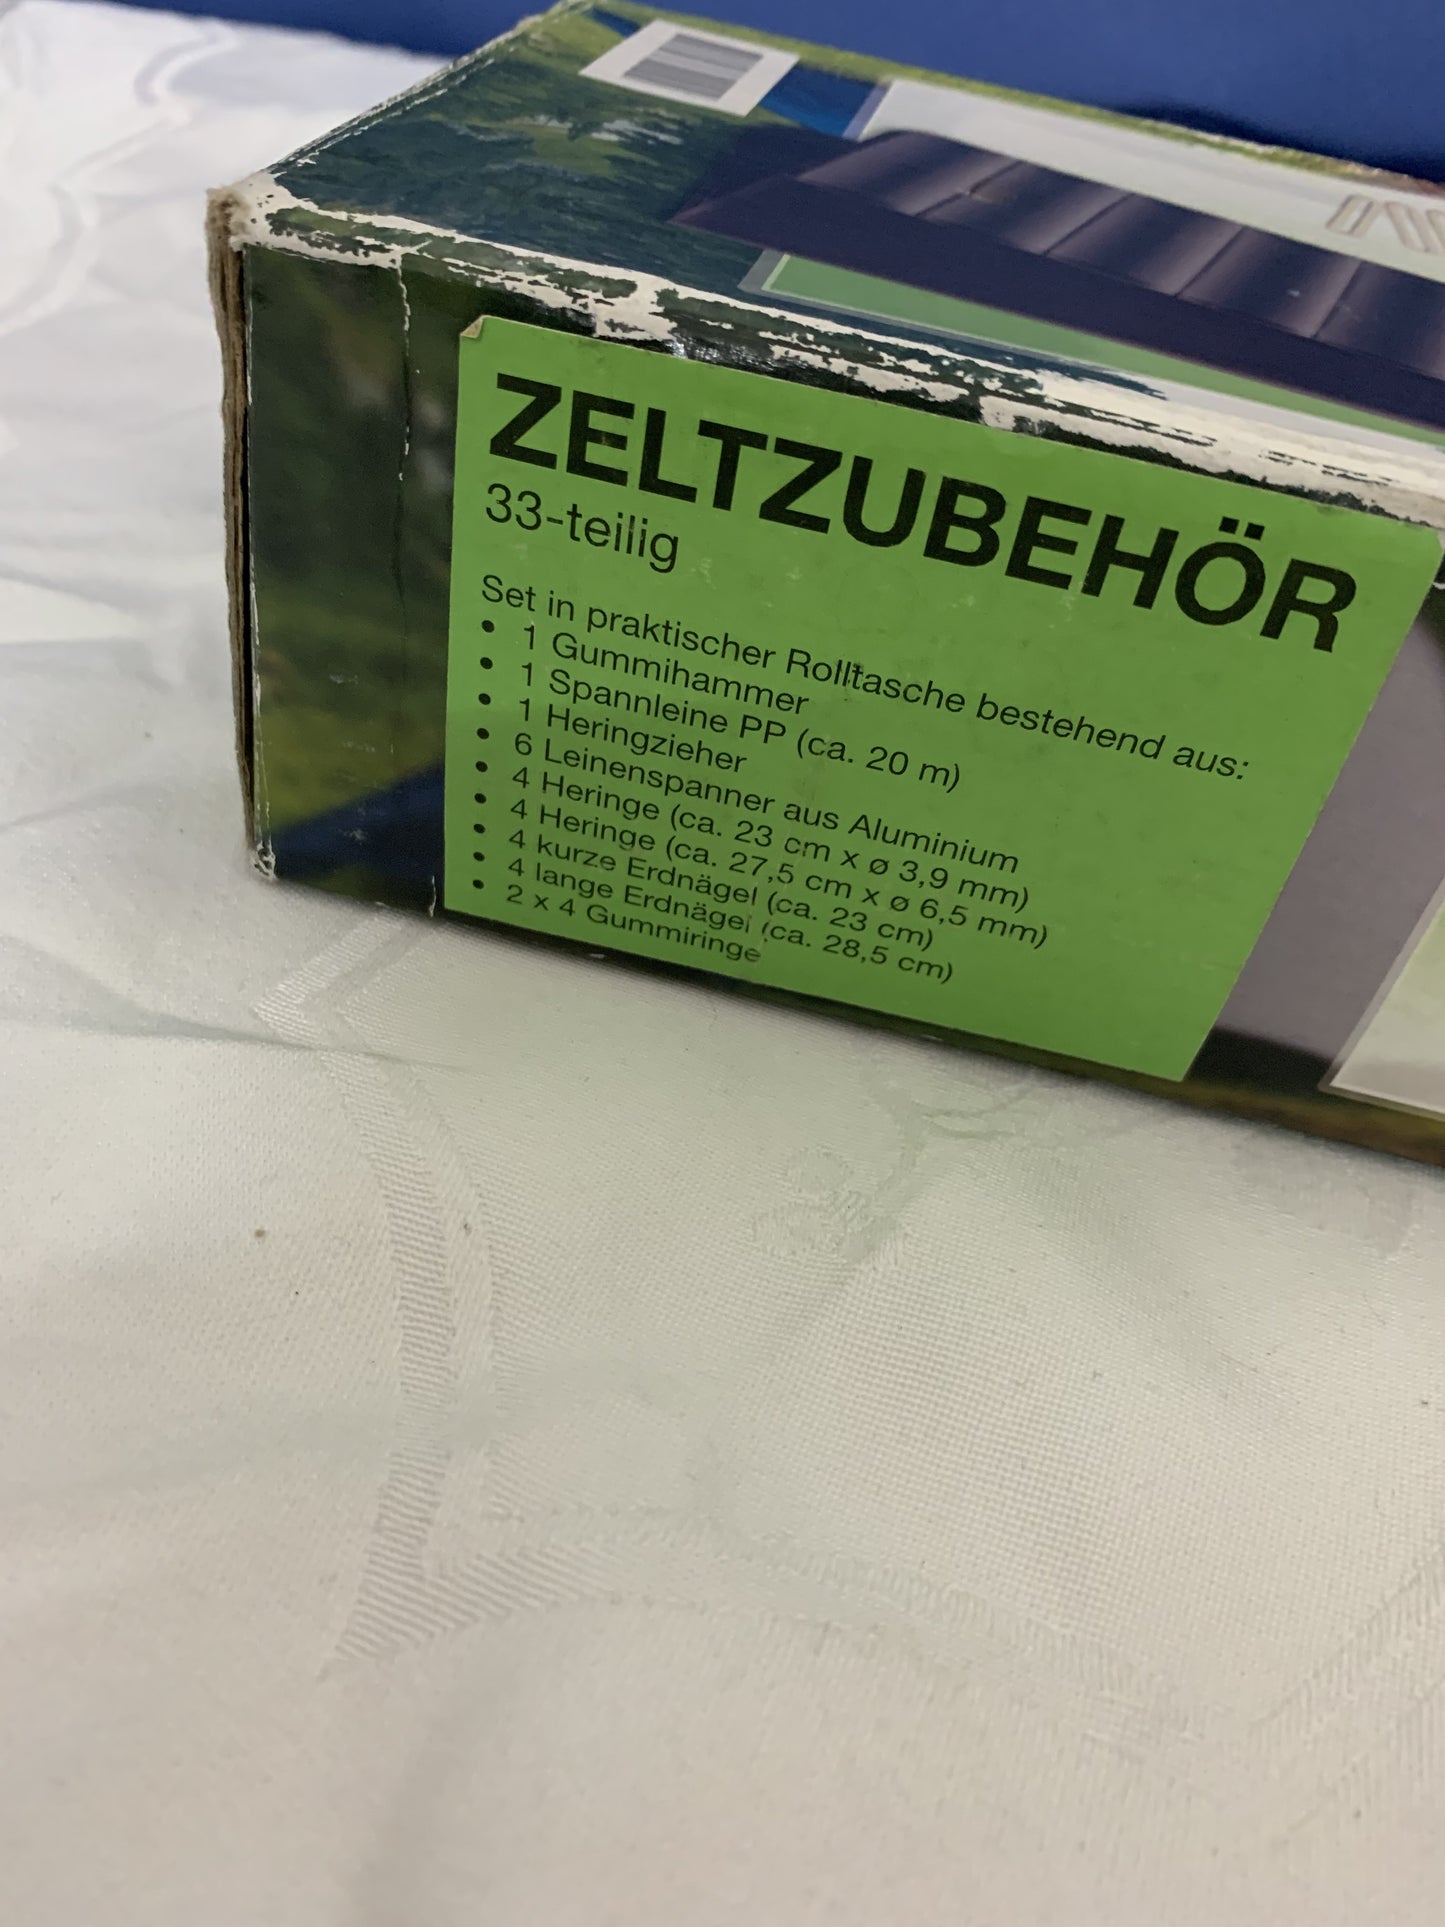 ZELTZUBEHÖR
33-teilig
Set in praktischer Rolltasche bestehend aus:
• 1 Gummihammer
• 1 Spannleine PP (ca. 20 m)
• 1 Heringzieher
• 6 Leinenspanner aus Aluminium
• 4 Heringe (ca. 23 cm x ø 3,9 mm)
• 4 Heringe (ca. 27,5 cm x ø 6,5 mm)
• 4 kurze Erdnägel (ca. 23 cm)
• 4 lange Erdnägel (ca. 28,5 cm)
• 2 x 4 Gummiringe